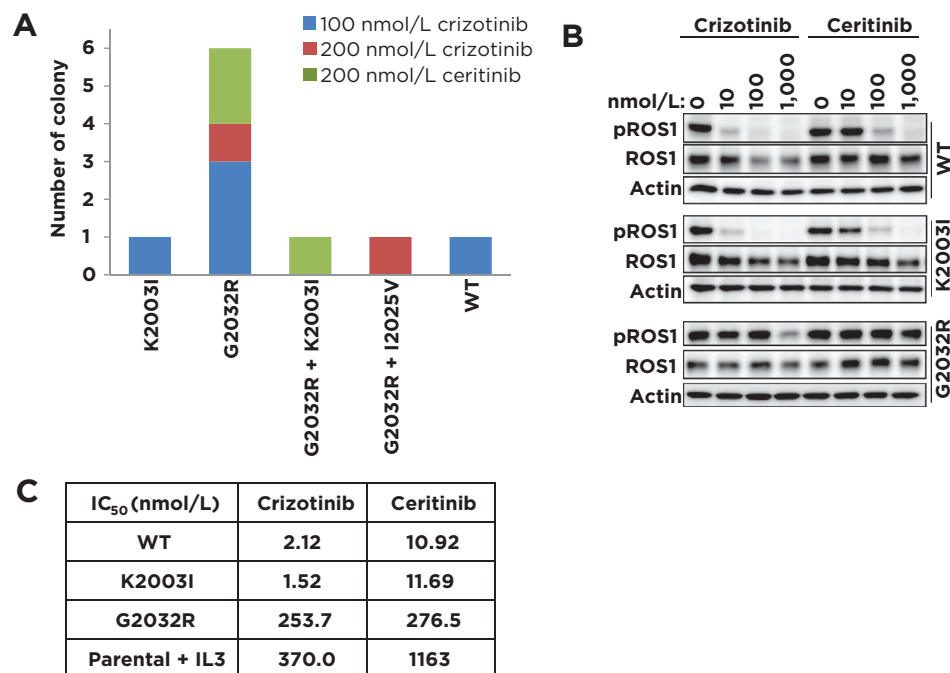 A
100 nmol/L crizotinib
200 nmol/L crizotinib
200 nmol/L ceritinib
Number of colony
6
5
4
3
2
1
0
K2003I
G2032R
G2032R + K2003I
G2032R + I2025V
WT
B
Crizotinib Ceritinib
nmol/L: 0 10 100 1,000 0 10 100 1,000
pROS1
ROS1
Actin
WT
pROS1
ROS1
Actin
K2003I
pROS1
ROS1
Actin
G2032R
C
IC50 (nmol/L) Crizotinib Ceritinib
WT 2.12 10.92
K2003I 1.52 11.69
G2032R 253.7 276.5
Parental + IL3 370.0 1163